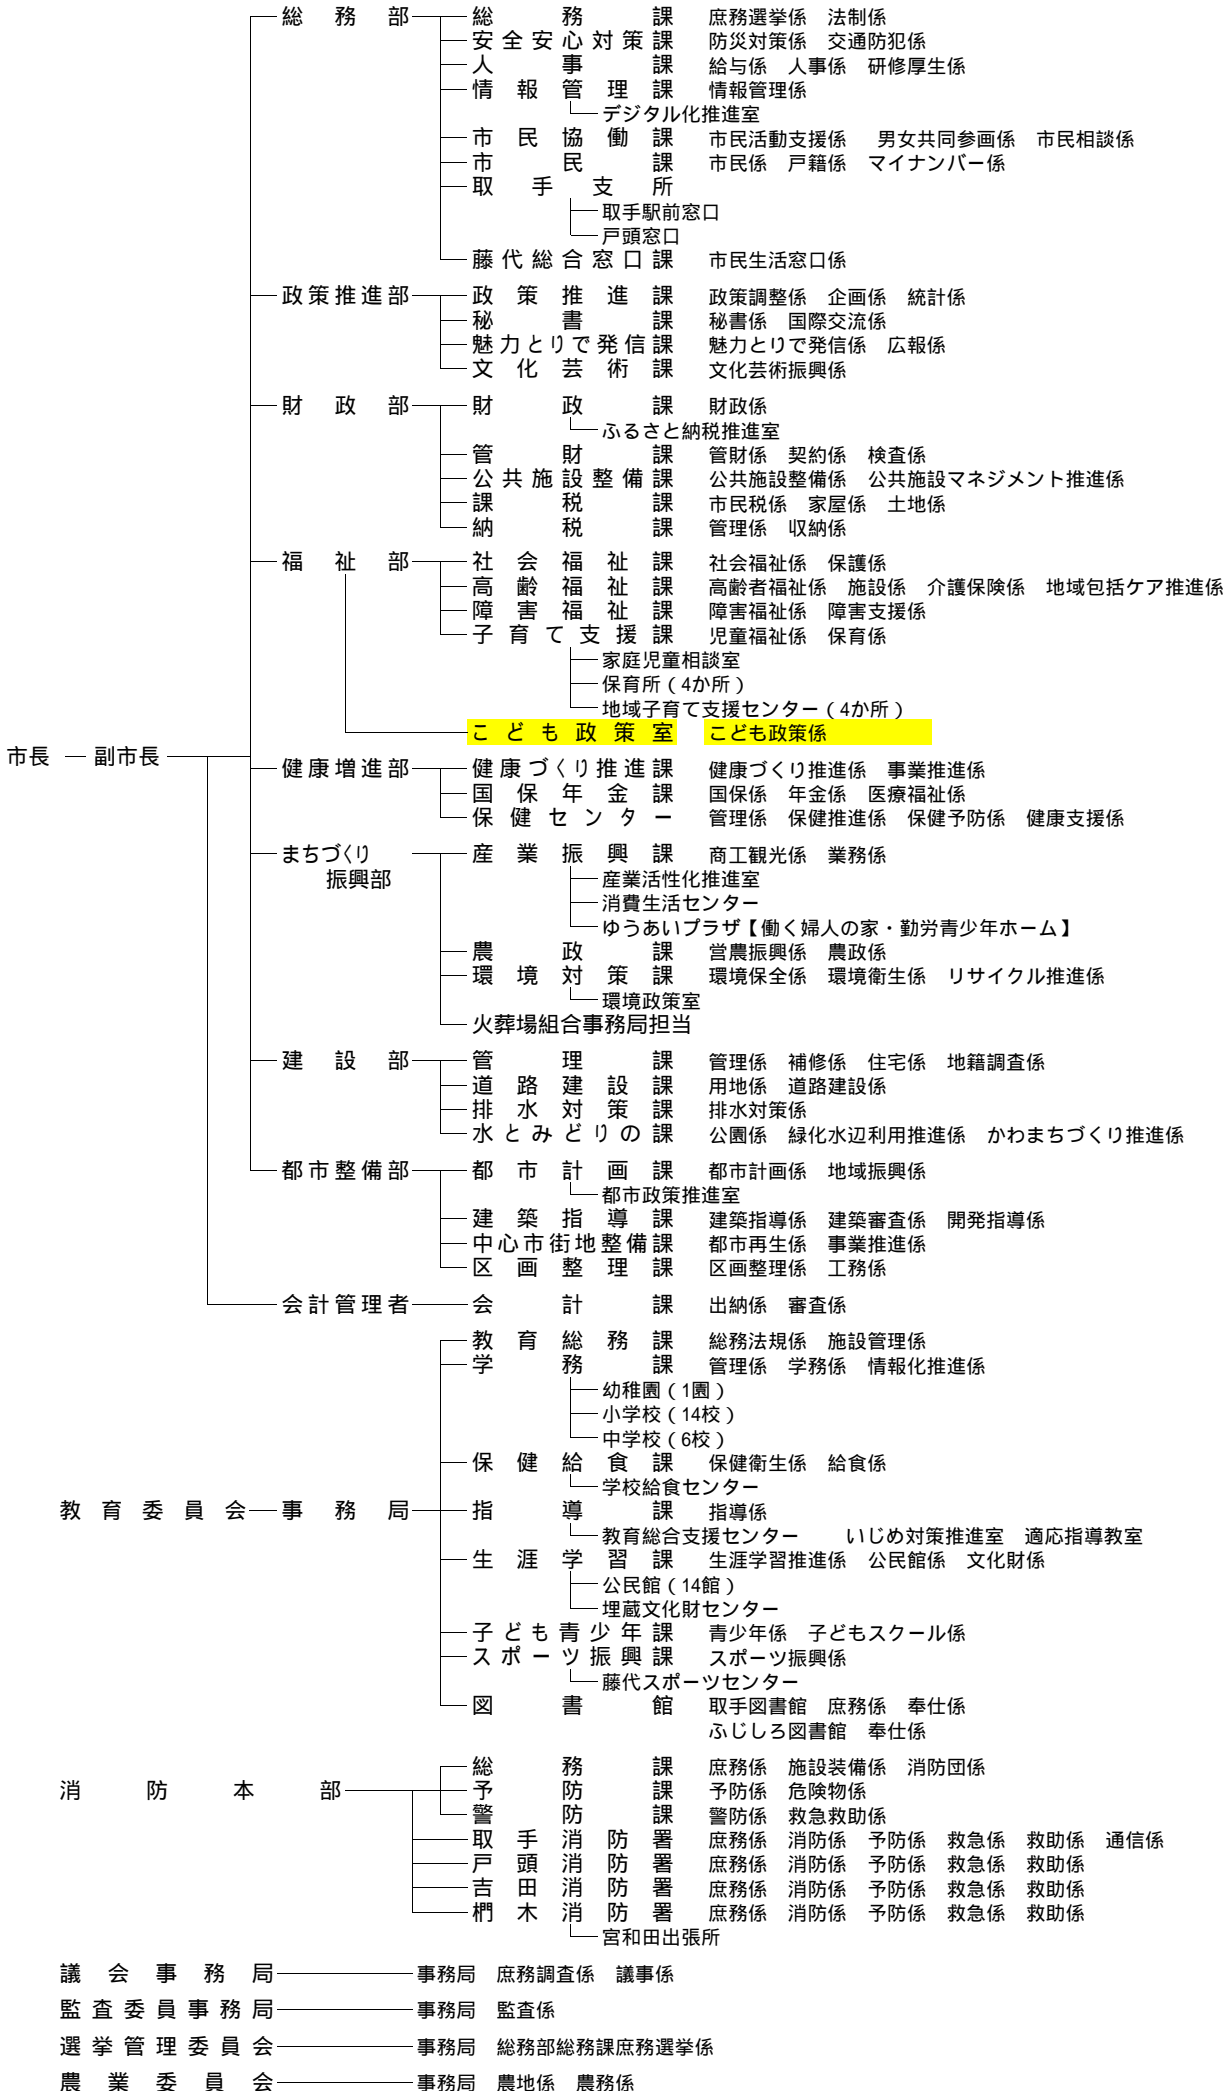 総務部 総務課 庶務選挙係 法制係
安全安心対策課 防災対策係 交通防犯係
人事課 給与係 人事係 研修厚生係
情報管理課 情報管理係
デジタル化推進室
市民協働課 市民活動支援係 男女共同参画係 市民相談係
市民課 市民係 戸籍係 マイナンバー係
取手支所
取手駅前窓口
戸頭窓口
藤代総合窓口課 市民生活窓口係
政策推進部 政策推進課 政策調整係 企画係 統計係
秘書課 秘書係 国際交流係
魅力とりで発信課 魅力とりで発信係 広報係
文化芸術課 文化芸術振興係
財政部 財政課 財政係
ふるさと納税推進室
管財課 管財係 契約係 検査係
公共施設整備課 公共施設整備係 公共施設マネジメント推進係
課税課 市民税係 家屋係 土地係
納税課 管理係 収納係
福祉部 社会福祉課 社会福祉係 保護係
高齢福祉課 高齢者福祉係 施設係 介護保険係 地域包括ケア推進係
障害福祉課 障害福祉係 障害支援係
子育て支援課 児童福祉係 保育係
家庭児童相談室
保育所(4か所)
地域子育て支援センター(4か所)
こども政策室 こども政策係
市長 副市長
健康増進部 健康づくり推進課 健康づくり推進係 事業推進係
国保年金課 国保係 年金係 医療福祉係
保健センター 管理係 保健推進係 保健予防係 健康支援係
まちづくり 産業振興課 商工観光係 業務係
振興部 産業活性化推進室
消費生活センター
ゆうあいプラザ【働く婦人の家・勤労青少年ホーム】
農政課 営農振興係 農政係
環境対策課 環境保全係 環境衛生係 リサイクル推進係
環境政策室
火葬場組合事務局担当
建設部 管理課 管理係 補修係 住宅係 地籍調査係
道路建設課 用地係 道路建設係
排水対策課 排水対策係
水とみどりの課 公園係 緑化水辺利用推進係 かわまちづくり推進係
都市整備部 都市計画課 都市計画係 地域振興係
都市政策推進室
建築指導課 建築指導係 建築審査係 開発指導係
中心市街地整備課 都市再生係 事業推進係
区画整理課 区画整理係 工務係
会計管理者 会計課 出納係 審査係
教育総務課 総務法規係 施設管理係
学務課 管理係 学務係 情報化推進係
幼稚園(1園)
小学校(14校)
中学校(6校)
保健給食課 保健衛生係 給食係
学校給食センター
教育委員会 事務局 指導課 指導係
教育総合支援センター いじめ対策推進室 適応指導教室
生涯学習課 生涯学習推進係 公民館係 文化財係
公民館(14館)
埋蔵文化財センター
子ども青少年課 青少年係 子どもスクール係
スポーツ振興課 スポーツ振興係
藤代スポーツセンター
図書館 取手図書館 庶務係 奉仕係
ふじしろ図書館 奉仕係
総務課 庶務係 施設装備係 消防団係
消防本部 予防課 予防係 危険物係
警防課 警防係 救急救助係
取手消防署 庶務係 消防係 予防係 救急係 救助係 通信係
戸頭消防署 庶務係 消防係 予防係 救急係 救助係
吉田消防署 庶務係 消防係 予防係 救急係 救助係
椚木消防署 庶務係 消防係 予防係 救急係 救助係
宮和田出張所
議会事務局 事務局 庶務調査係 議事係
監査委員事務局 事務局 監査係
選挙管理委員会 事務局 総務部総務課庶務選挙係
農業委員会 事務局 農地係 農務係